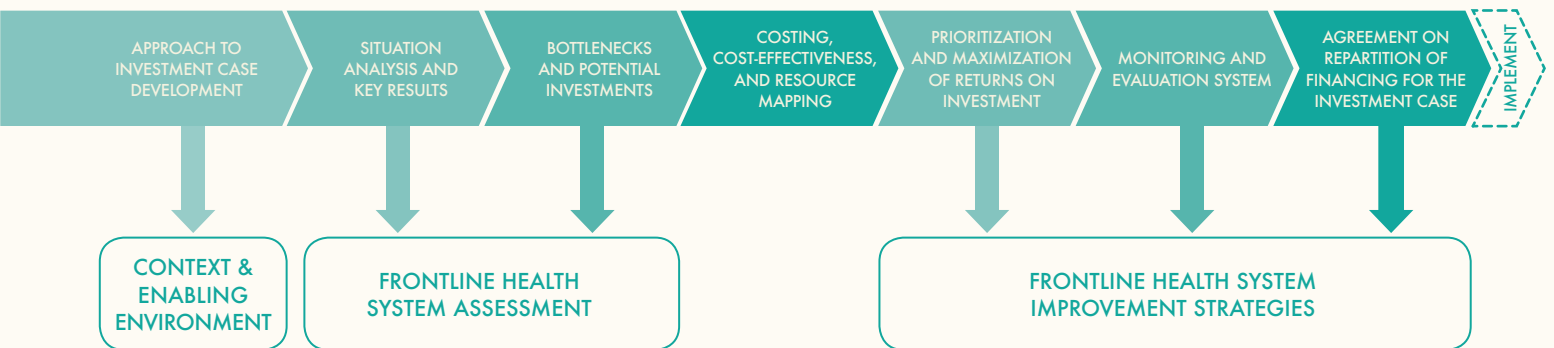 APPROACH TO
INVESTMENT CASE
DEVELOPMENT
SITUATION
ANALYSIS AND
KEY RESULTS
BOTTLENECKS
AND POTENTIAL
INVESTMENTS
COSTING,
COST-EFFECTIVENESS,
AND RESOURCE
MAPPING
PRIORITIZATION
AND MAXIMIZATION
OF RETURNS ON
INVESTMENT
MONITORING AND
EVALUATION SYSTEM
AGREEMENT ON
REPARTITION OF
FINANCING FOR THE
INVESTMENT CASE
IMPLEMENT
CONTEXT &
ENABLING
ENVIRONMENT
FRONTLINE HEALTH
SYSTEM ASSESSMENT
FRONTLINE HEALTH SYSTEM
IMPROVEMENT STRATEGIES